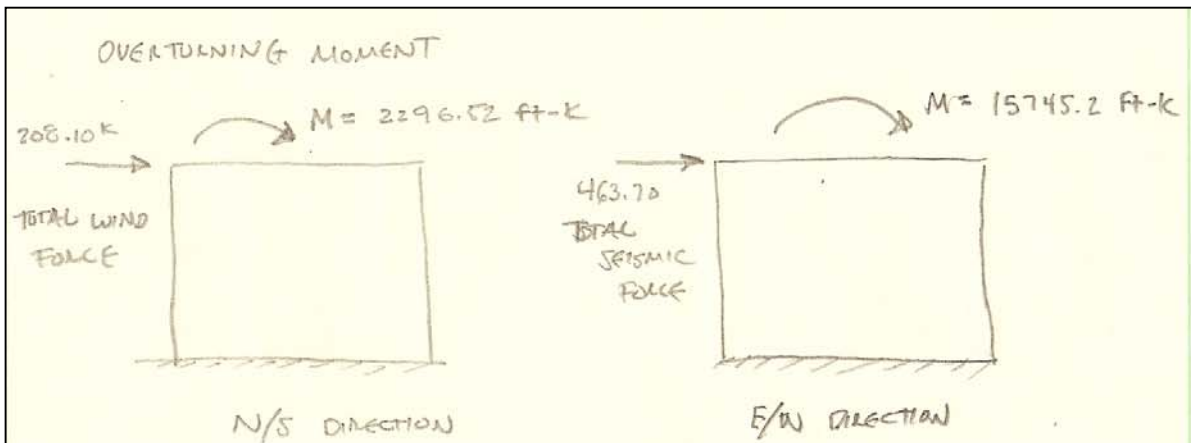 OVERTURNING MOMENT
208.10 K
M = 2296.52 ft-K
TOTAL WIND
FORCE
N/S DIRECTION
M = 15745.2 Ft-K
463.70
TOTAL
SEISMIC
FORCE
E/W DIRECTION